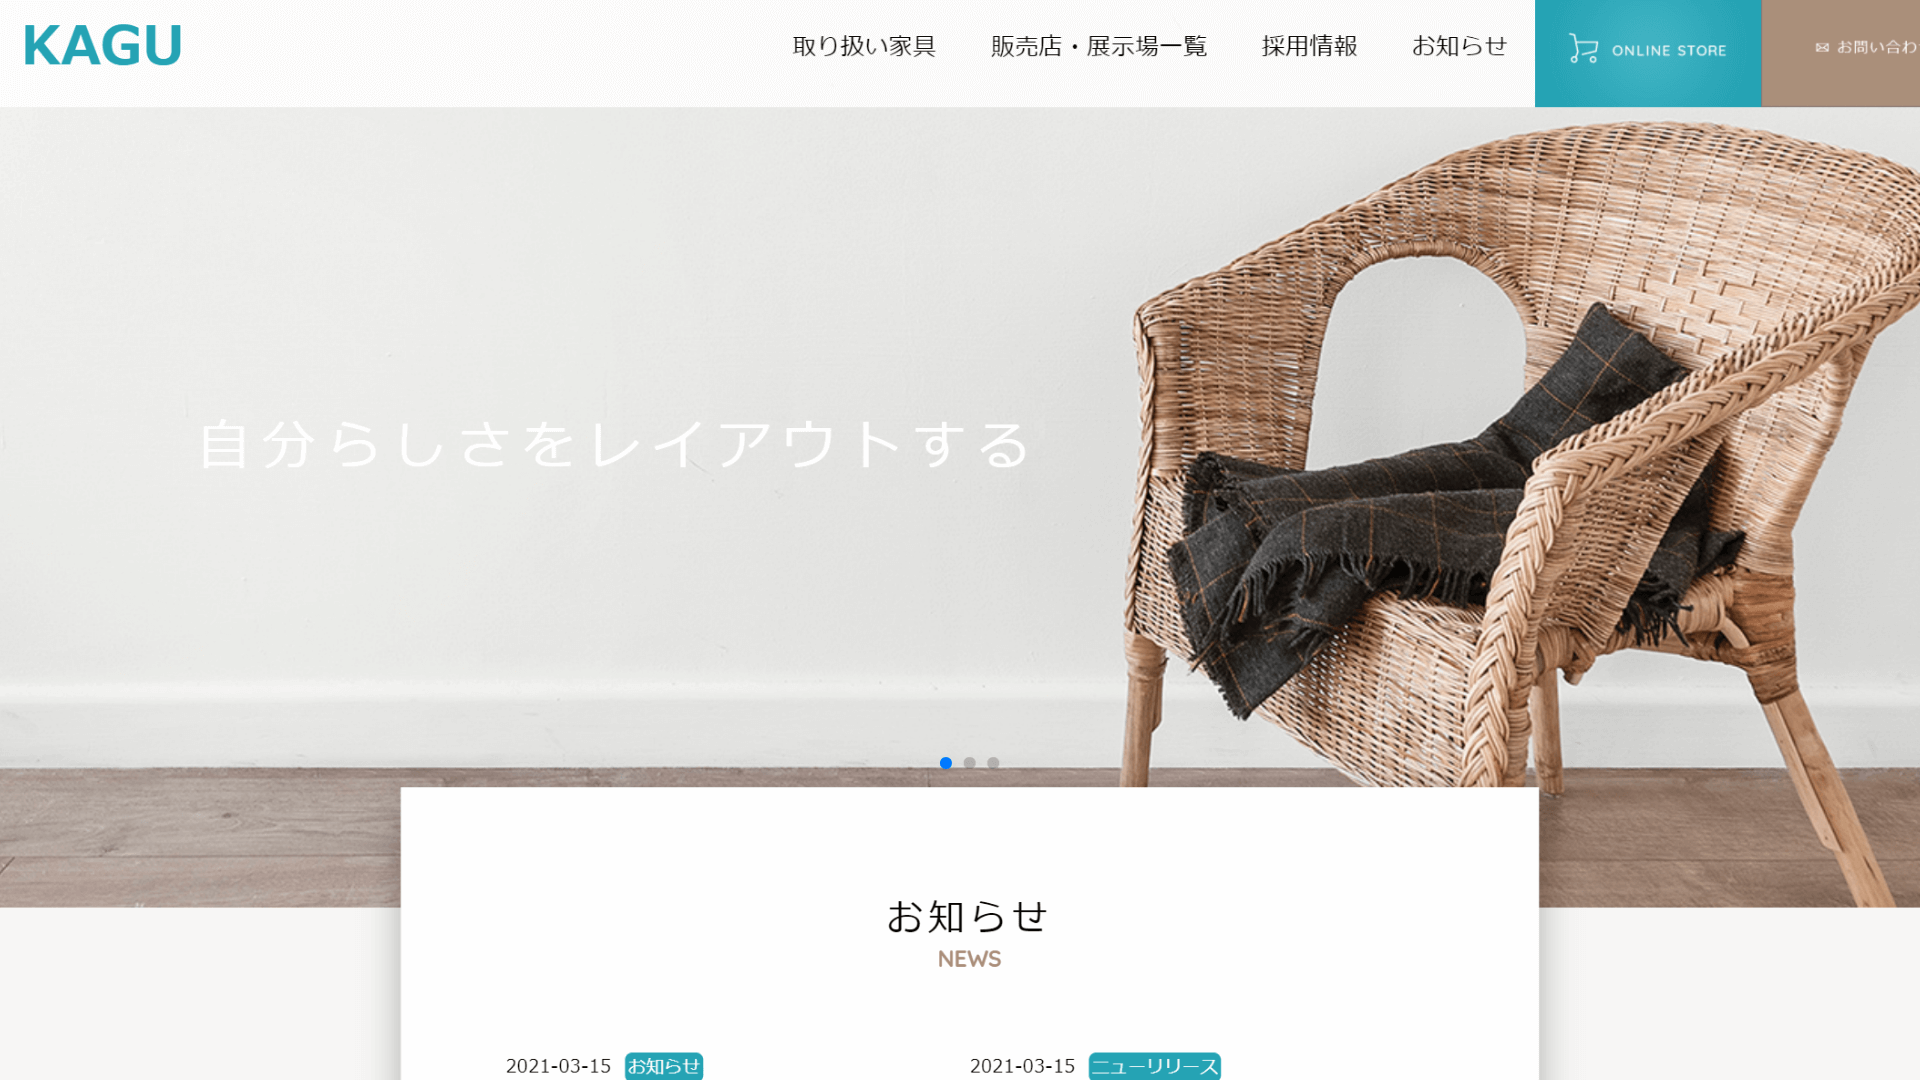 KAGU
取り扱い家具
販売店・展示場一覧
採用情報
お知らせ
ONLINE STORE
お問い合わ
自分らしさをレイアウトする
お知らせ
NEWS
2021-03-15 お知らせ
2021-03-15 ニューリリース